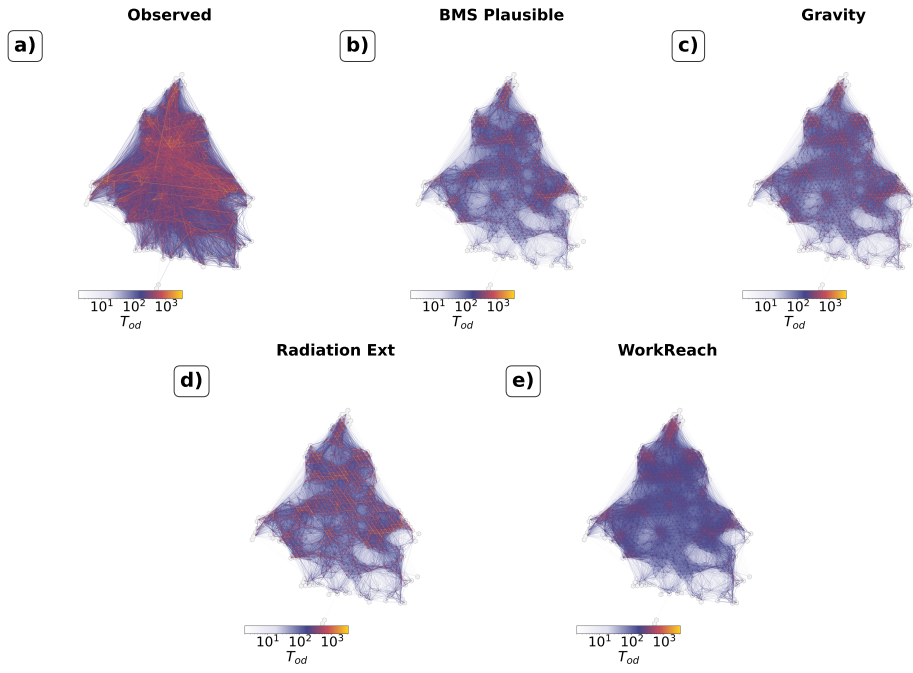 Observed
BMS Plausible
Gravity
a)
b)
c)
10¹ 10² 10³
T_od
10¹ 10² 10³
T_od
10¹ 10² 10³
T_od
Radiation Ext
WorkReach
d)
e)
10¹ 10² 10³
T_od
10¹ 10² 10³
T_od